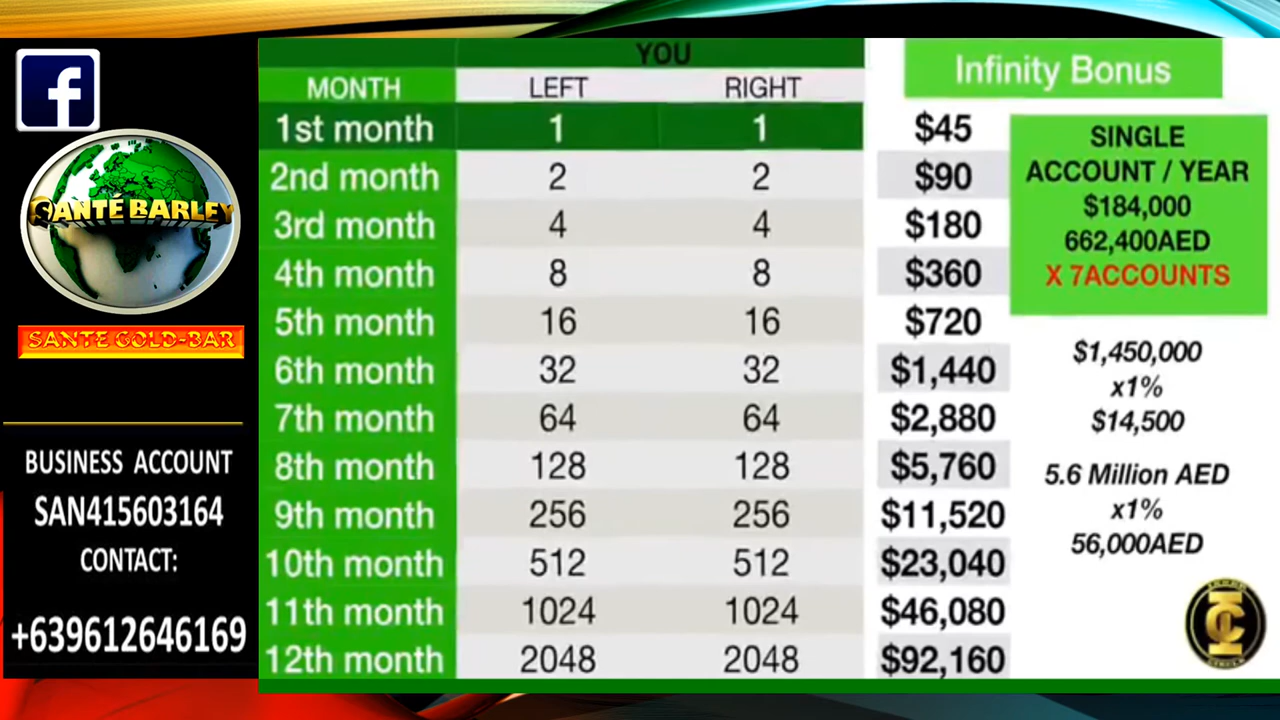 f
SANTÉ BARLEY
SANTE GOLD-BAR
BUSINESS ACCOUNT
SAN415603164
CONTACT:
+639612646169
YOU
MONTH LEFT RIGHT
1st month 1 1
2nd month 2 2
3rd month 4 4
4th month 8 8
5th month 16 16
6th month 32 32
7th month 64 64
8th month 128 128
9th month 256 256
10th month 512 512
11th month 1024 1024
12th month 2048 2048
Infinity Bonus
$45
$90
$180
$360
$720
$1,440
$2,880
$5,760
$11,520
$23,040
$46,080
$92,160
SINGLE
ACCOUNT / YEAR
$184,000
662,400AED
X 7ACCOUNTS
$1,450,000
x1%
$14,500
5.6 Million AED
x1%
56,000AED